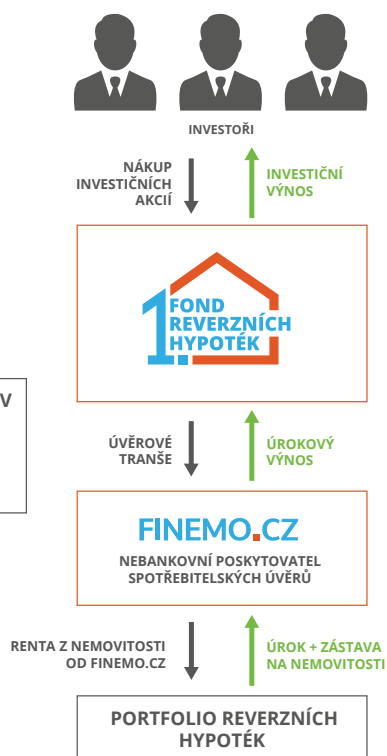 INVESTOŘI
NÁKUP
INVESTIČNÍCH
AKCIÍ
INVESTIČNÍ
VÝNOS
1.
FOND
REVERZNÍCH
HYPOTÉK
V
ÚVĚROVÉ
TRANŠE
ÚROKOVÝ
VÝNOS
FINEMO.CZ
NEBANKOVNÍ POSKYTOVATEL
SPOTŘEBITELSKÝCH ÚVĚRŮ
RENTA Z NEMOVITOSTI
OD FINEMO.CZ
ÚROK + ZÁSTAVA
NA NEMOVITOSTI
PORTFOLIO REVERZNÍCH
HYPOTÉK